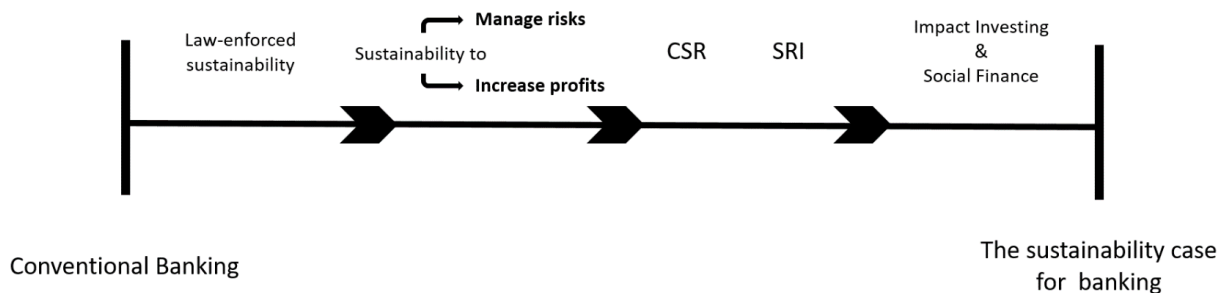 Law-enforced
sustainability
Sustainability to
Manage risks
Increase profits
CSR
SRI
Impact Investing
&
Social Finance
Conventional Banking
The sustainability case
for banking